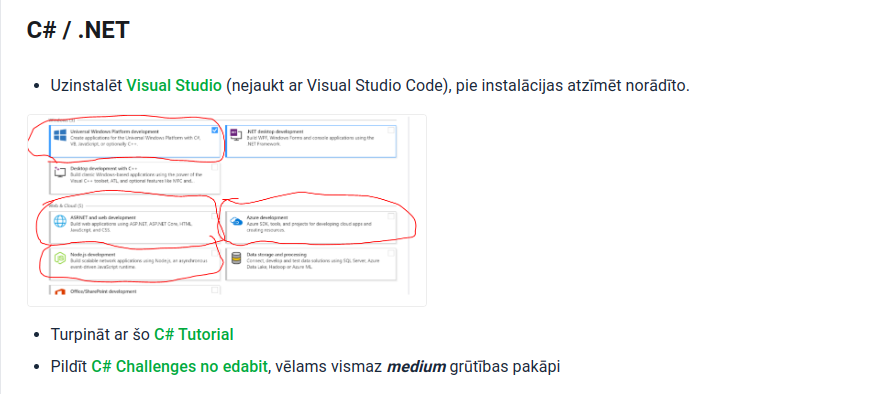 C# / .NET
Uzinstalēt Visual Studio (nejaukt ar Visual Studio Code), pie instalācijas atzīmēt norādīto.
Windows (3)
Universal Windows Platform development
Create applications for the Universal Windows Platform with C#,
VB, JavaScript, or optionally C++.
.NET desktop development
Build WPF, Windows Forms and console applications using the
.NET Framework.
Desktop development with C++
Build classic Windows-based applications using the power of the
Visual C++ toolset, ATL, and optional features like MFC and...
Web & Cloud (5)
ASP.NET and web development
Build web applications using ASP.NET, ASP.NET Core, HTML,
JavaScript, and CSS.
Azure development
Azure SDK, tools, and projects for developing cloud apps and
creating resources.
Node.js development
Build scalable network applications using Node.js, an asynchronous
event-driven JavaScript runtime.
Data storage and processing
Connect, develop and test data solutions using SQL Server, Azure
Data Lake, Hadoop or Azure ML.
Office/SharePoint development
Turpināt ar šo C# Tutorial
Pildīt C# Challenges no edabit, vēlams vismaz medium grūtības pakāpi